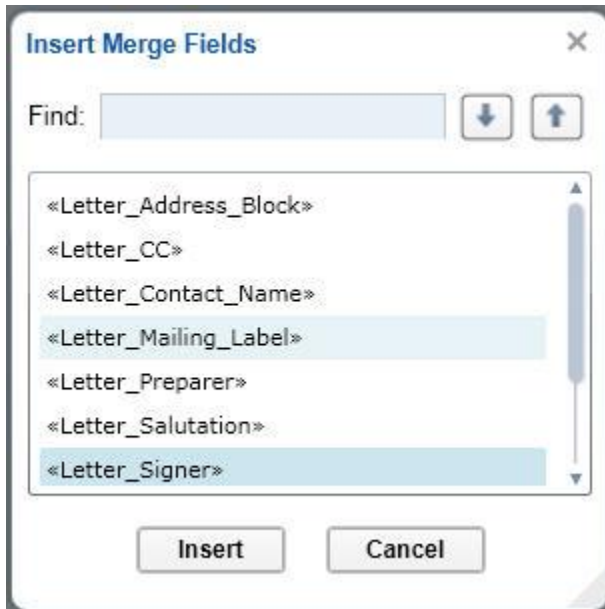 Insert Merge Fields
Find:
«Letter_Address_Block»
«Letter_CC»
«Letter_Contact_Name»
«Letter_Mailing_Label»
«Letter_Preparer»
«Letter_Salutation»
«Letter_Signer»
Insert Cancel